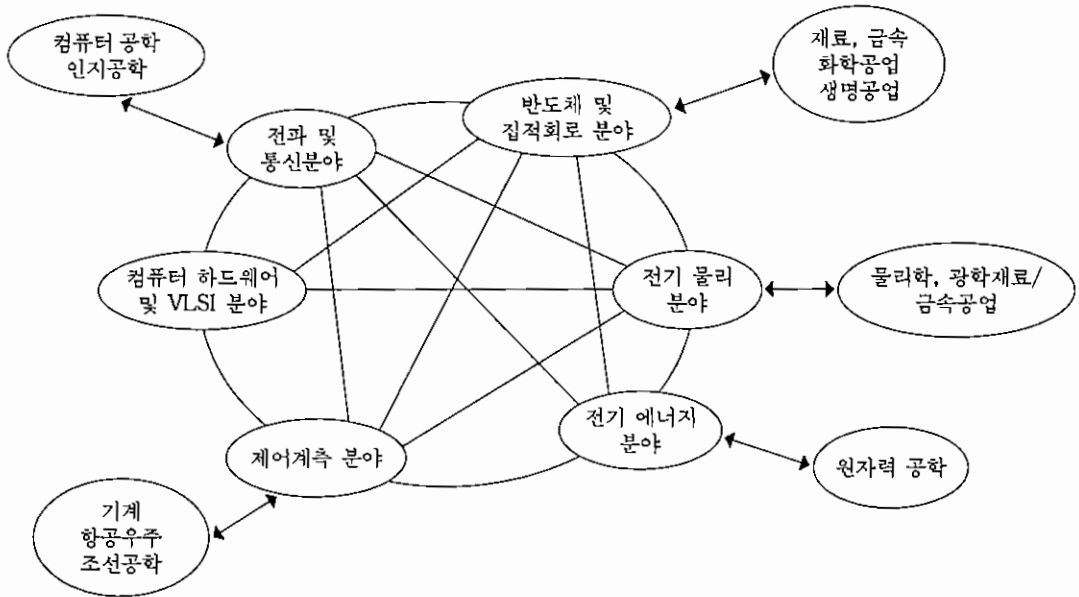 컴퓨터 공학
인지공학
재료, 금속
화학공업
생명공업
반도체 및
집적회로 분야
전파 및
통신분야
컴퓨터 하드웨어
및 VLSI 분야
전기 물리
분야
물리학, 광학재료/
금속공업
전기 에너지
분야
제어계측 분야
원자력 공학
기계
항공우주
조선공학